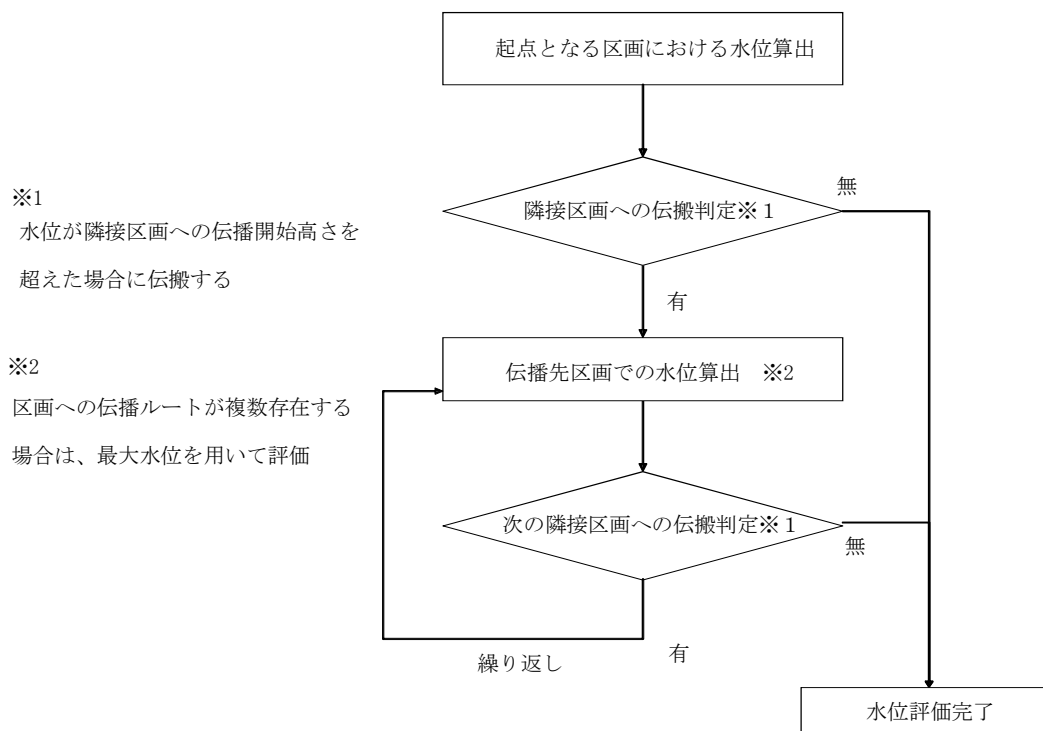 起点となる区画における水位算出
隣接区画への伝搬判定※1
無
※1
水位が隣接区画への伝播開始高さを
超えた場合に伝搬する
有
伝播先区画での水位算出　※2
※2
区画への伝播ルートが複数存在する
場合は、最大水位を用いて評価
次の隣接区画への伝搬判定※1
無
繰り返し
有
水位評価完了